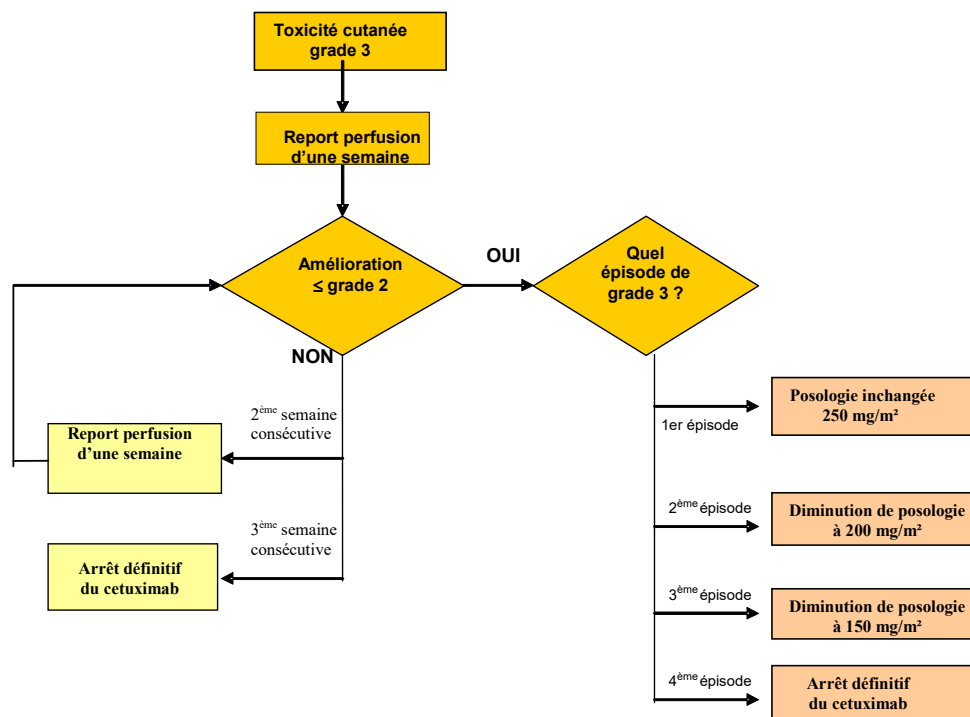 Toxicité cutanée
grade 3
Report perfusion
d'une semaine
Amélioration
≤ grade 2
OUI
Quel
épisode de
grade 3 ?
NON
2ème semaine
consécutive
Report perfusion
d'une semaine
3ème semaine
consécutive
Arrêt définitif
du cetuximab
1er épisode
Posologie inchangée
250 mg/m²
2ème épisode
Diminution de posologie
à 200 mg/m²
3ème épisode
Diminution de posologie
à 150 mg/m²
4ème épisode
Arrêt définitif
du cetuximab